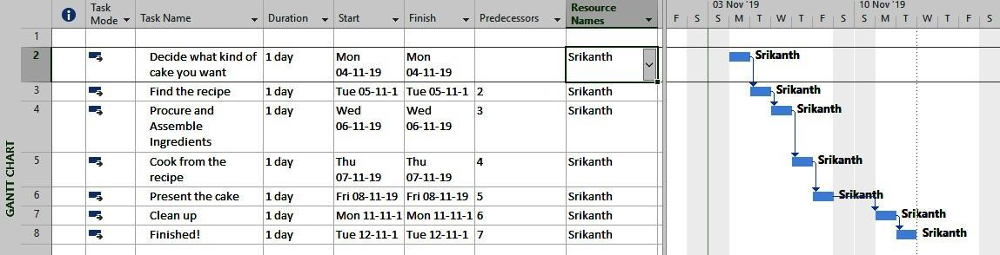 Task Mode Task Name Duration Start Finish Predecessors Resource Names
03 Nov '19 10 Nov '19
F S S M T W T F S S M T W T F S
1
2 Decide what kind of cake you want 1 day Mon 04-11-19 Mon 04-11-19 Srikanth
3 Find the recipe 1 day Tue 05-11-1 Tue 05-11-1 2 Srikanth
4 Procure and Assemble Ingredients 1 day Wed 06-11-19 Wed 06-11-19 3 Srikanth
5 Cook from the recipe 1 day Thu 07-11-19 Thu 07-11-19 4 Srikanth
6 Present the cake 1 day Fri 08-11-19 Fri 08-11-19 5 Srikanth
7 Clean up 1 day Mon 11-11-1 Mon 11-11-1 6 Srikanth
8 Finished! 1 day Tue 12-11-1 Tue 12-11-1 7 Srikanth
Srikanth
Srikanth
Srikanth
Srikanth
Srikanth
Srikanth
Srikanth
GANTT CHART